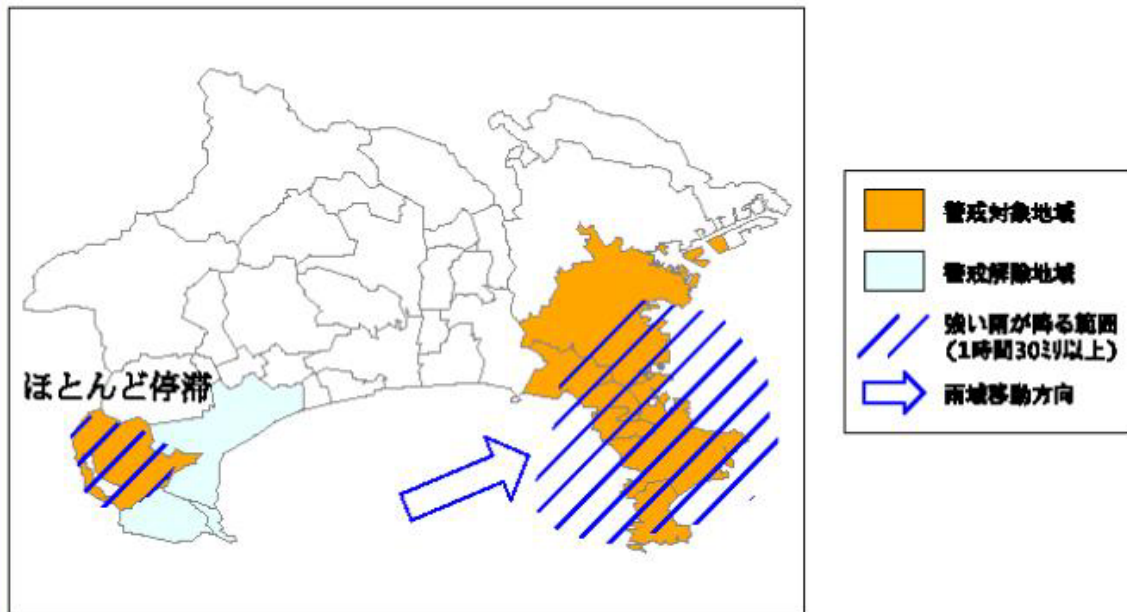 ほとんど停滞
警戒対象地域
警戒解除地域
強い雨が降る範囲
(1時間30ミリ以上)
雨域移動方向